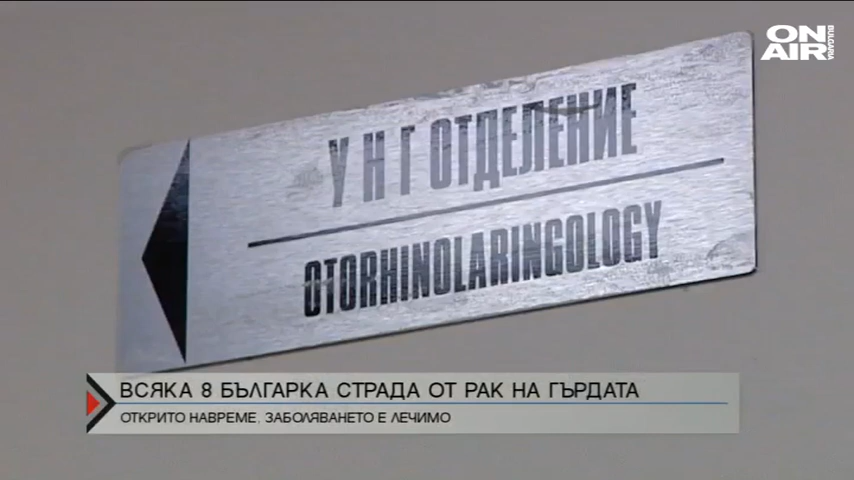 ON
AIR
BULGARIA
У Н Г ОТДЕЛЕНИЕ
OTORHINOLARINGOLOGY
ВСЯКА 8 БЪЛГАРКА СТРАДА ОТ РАК НА ГЪРДАТА
ОТКРИТО НАВРЕМЕ, ЗАБОЛЯВАНЕТО Е ЛЕЧИМО